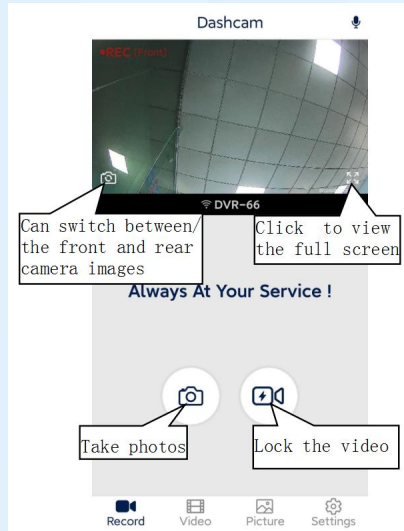 Dashcam
•REC [Front]
DVR-66
Can switch between/
the front and rear
camera images
Click to view
the full screen
Always At Your Service !
Take photos
Lock the video
Record Video Picture Settings